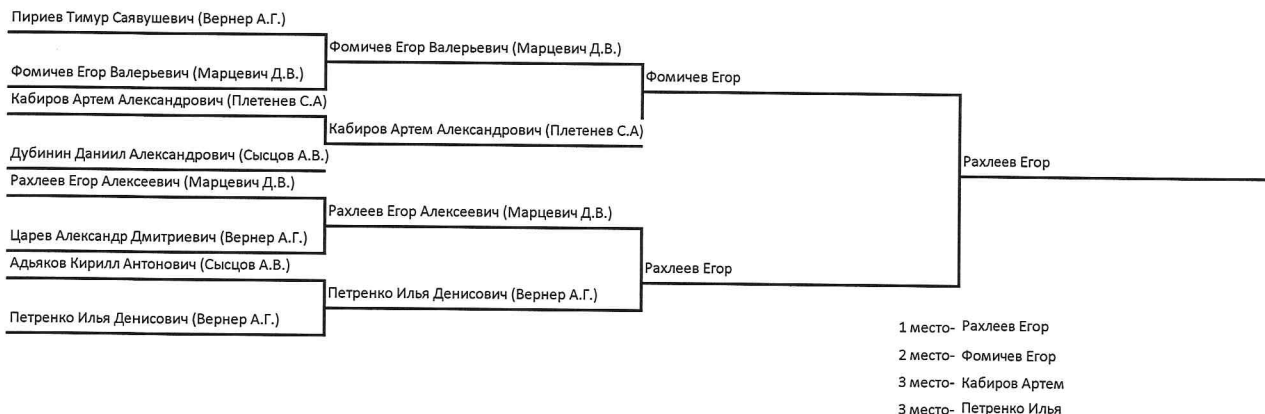 Пириев Тимур Саявушевич (Вернер А.Г.)
Фомичев Егор Валерьевич (Марцевич Д.В.)
Кабиров Артем Александрович (Плетенев С.А)
Дубинин Даниил Александрович (Сысцов А.В.)
Рахлеев Егор Алексеевич (Марцевич Д.В.)
Царев Александр Дмитриевич (Вернер А.Г.)
Адьяков Кирилл Антонович (Сысцов А.В.)
Петренко Илья Денисович (Вернер А.Г.)
Фомичев Егор Валерьевич (Марцевич Д.В.)
Кабиров Артем Александрович (Плетенев С.А)
Рахлеев Егор Алексеевич (Марцевич Д.В.)
Петренко Илья Денисович (Вернер А.Г.)
Фомичев Егор
Рахлеев Егор
Рахлеев Егор
1 место- Рахлеев Егор
2 место- Фомичев Егор
3 место- Кабиров Артем
3 место- Петренко Илья